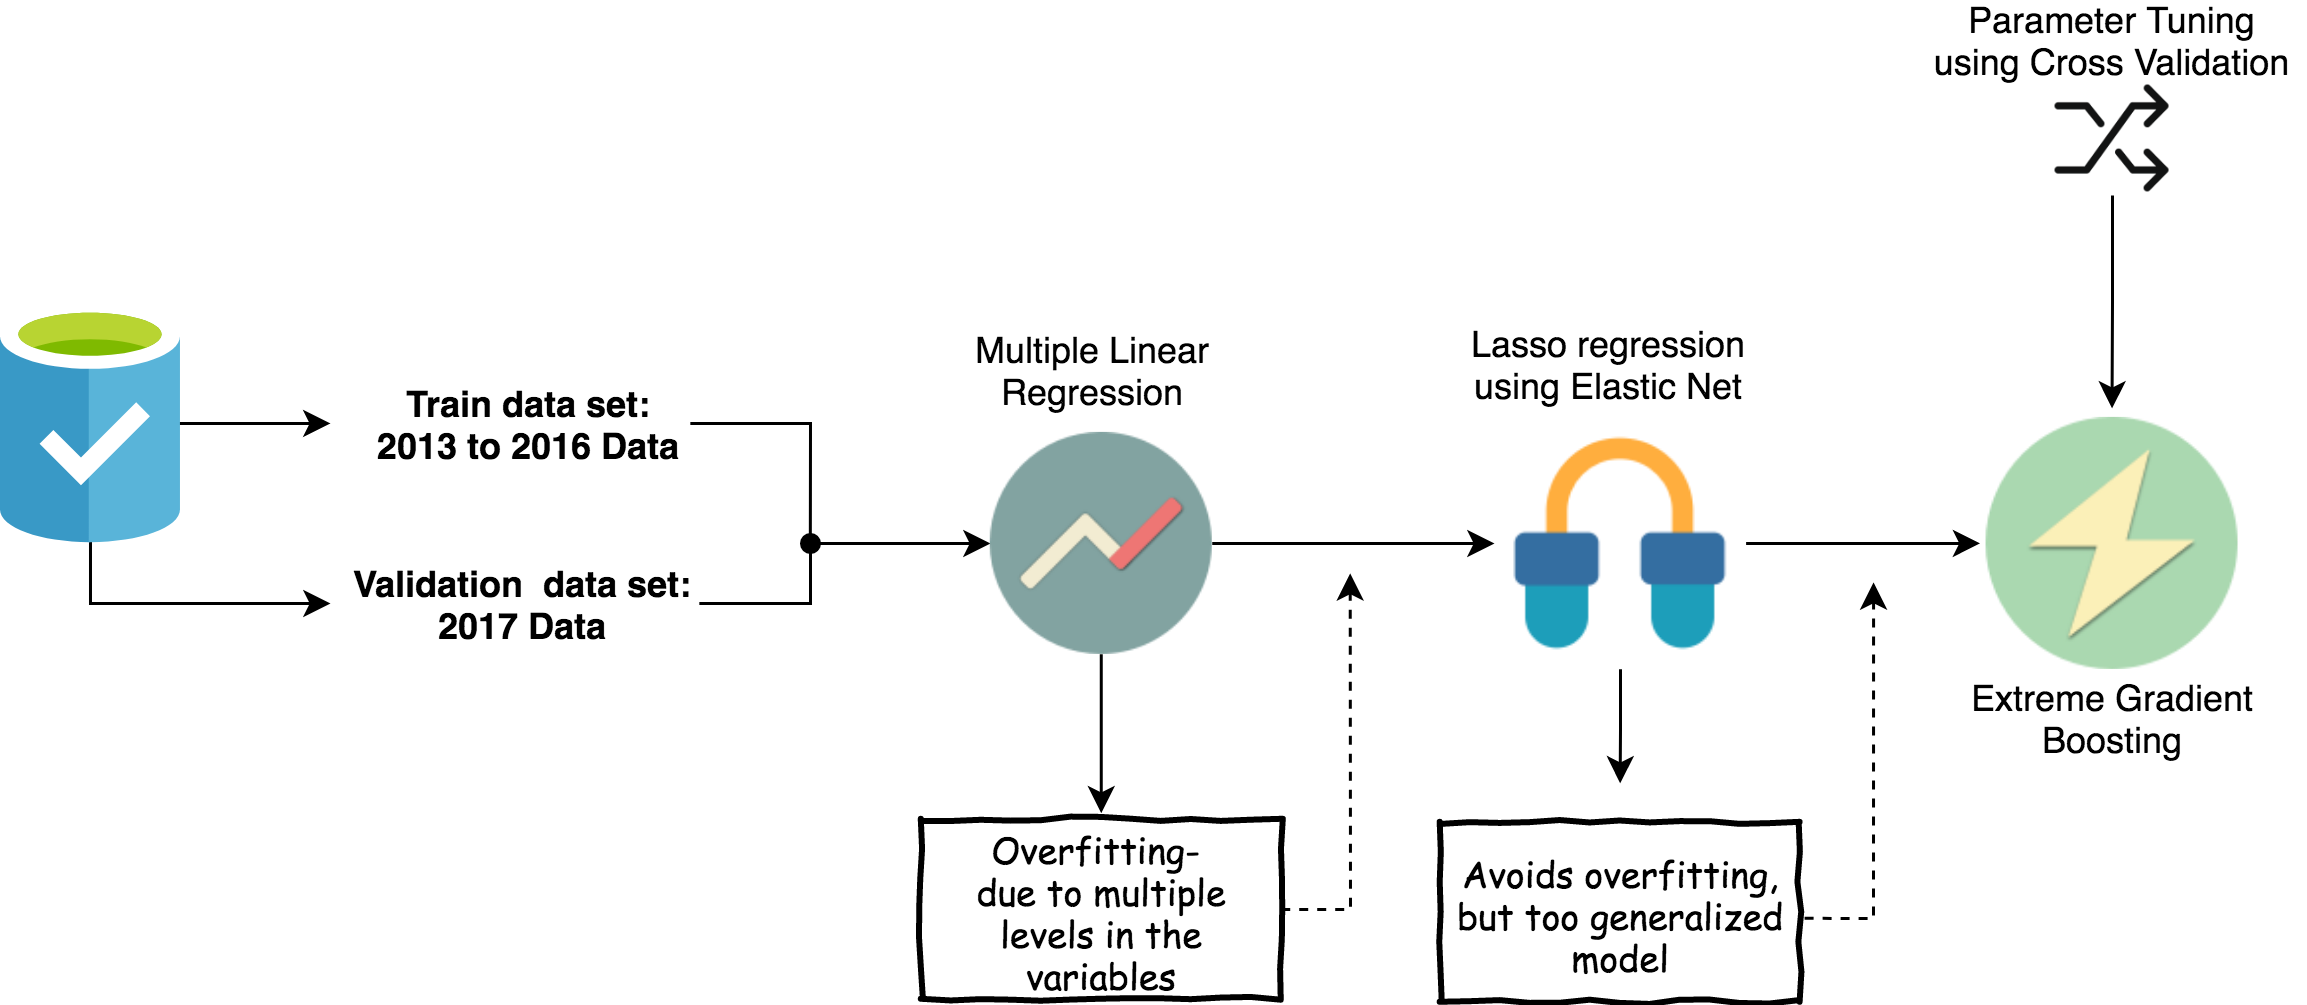 Parameter Tuning
using Cross Validation
Train data set:
2013 to 2016 Data
Validation  data set:
2017 Data
Multiple Linear
Regression
Lasso regression
using Elastic Net
Extreme Gradient
Boosting
Overfitting-
due to multiple
levels in the
variables
Avoids overfitting,
but too generalized
model